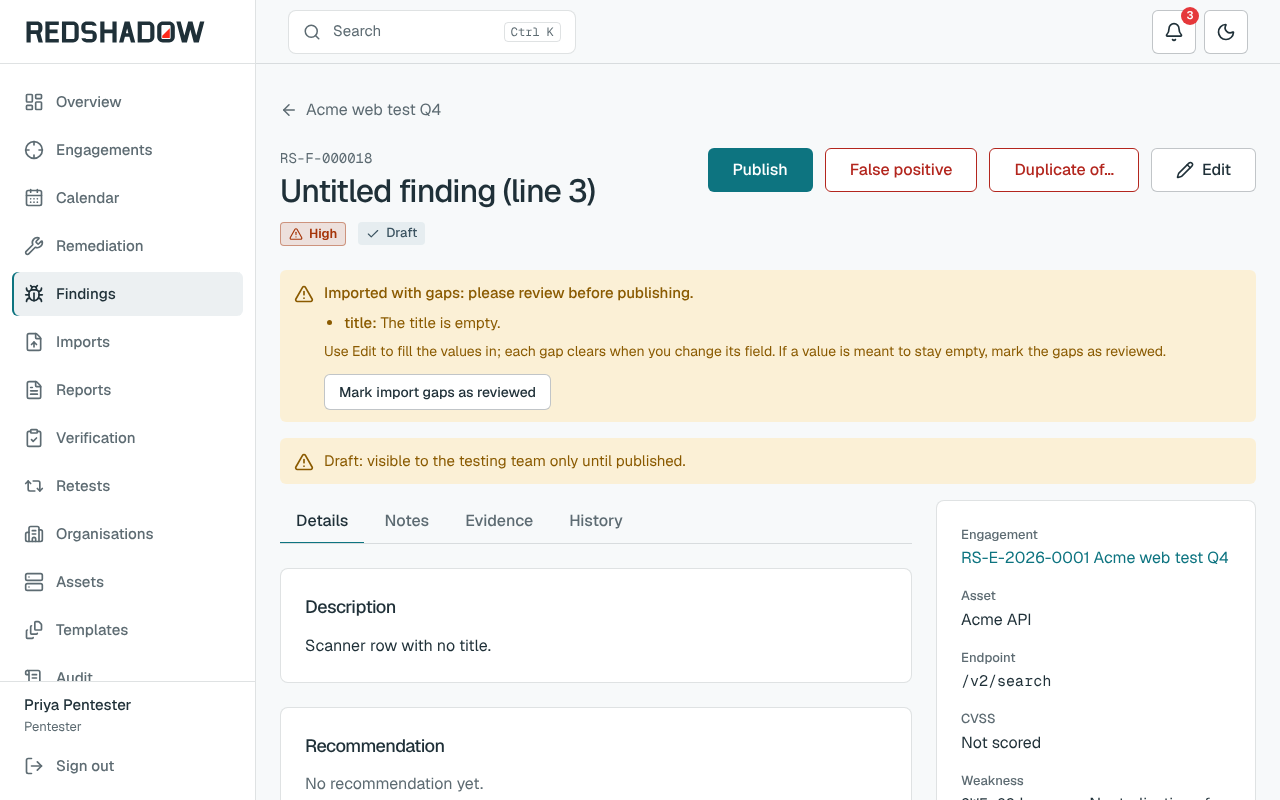 REDSHADOW
Search
Ctrl K
3
Overview
Engagements
Calendar
Remediation
Findings
Imports
Reports
Verification
Retests
Organisations
Assets
Templates
Audit
Priya Pentester
Pentester
Sign out
Acme web test Q4
RS-F-000018
Untitled finding (line 3)
Publish
False positive
Duplicate of…
Edit
High
Draft
Imported with gaps: please review before publishing.
• title: The title is empty.
Use Edit to fill the values in; each gap clears when you change its field. If a value is meant to stay empty, mark the gaps as reviewed.
Mark import gaps as reviewed
Draft: visible to the testing team only until published.
Details
Notes
Evidence
History
Description
Scanner row with no title.
Recommendation
No recommendation yet.
Engagement
RS-E-2026-0001 Acme web test Q4
Asset
Acme API
Endpoint
/v2/search
CVSS
Not scored
Weakness